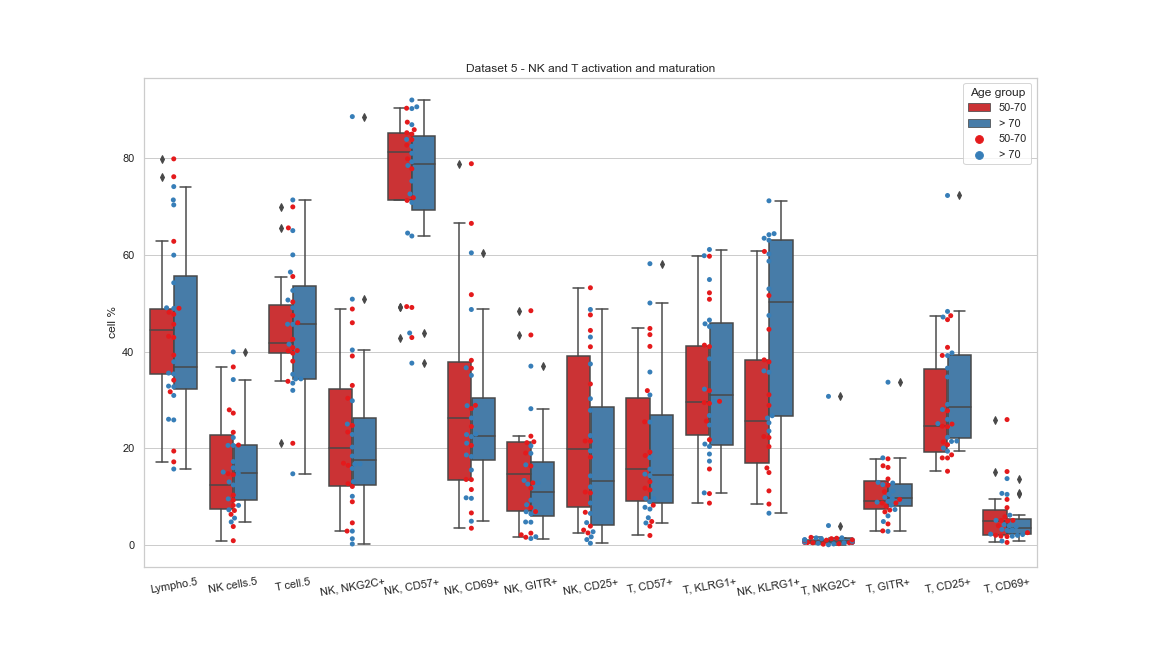 Dataset 5 - NK and T activation and maturation
Age group
50-70
> 70
50-70
> 70
cell %
80
60
40
20
0
Lympho.5
NK cells.5
T cell.5
NK, NKG2C+
NK, CD57+
NK, CD69+
NK, GITR+
NK, CD25+
T, CD57+
T, KLRG1+
NK, KLRG1+
T, NKG2C+
T, GITR+
T, CD25+
T, CD69+